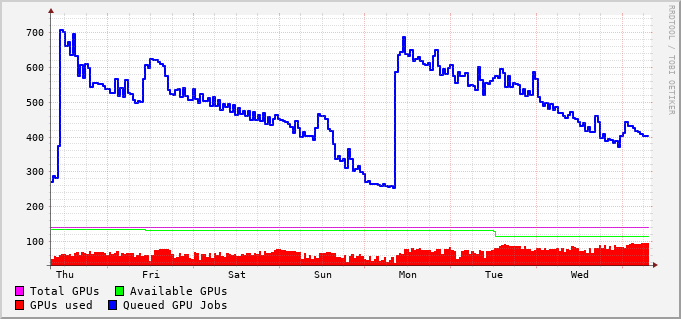 RRDTOOL / TOBI OETIKER
700
600
500
400
300
200
100
Thu Fri Sat Sun Mon Tue Wed
Total GPUs Available GPUs
GPUs used Queued GPU Jobs